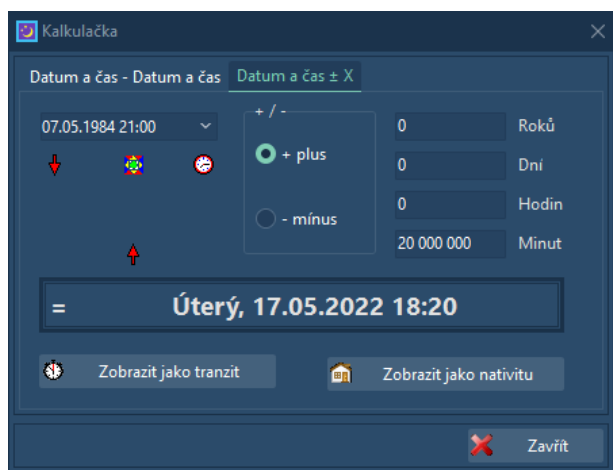 Kalkulačka
Datum a čas - Datum a čas
Datum a čas ± X
07.05.1984 21:00
+ / -
+ plus
- mínus
0 Roků
0 Dní
0 Hodin
20 000 000 Minut
= Úterý, 17.05.2022 18:20
Zobrazit jako tranzit
Zobrazit jako nativitu
Zavřít